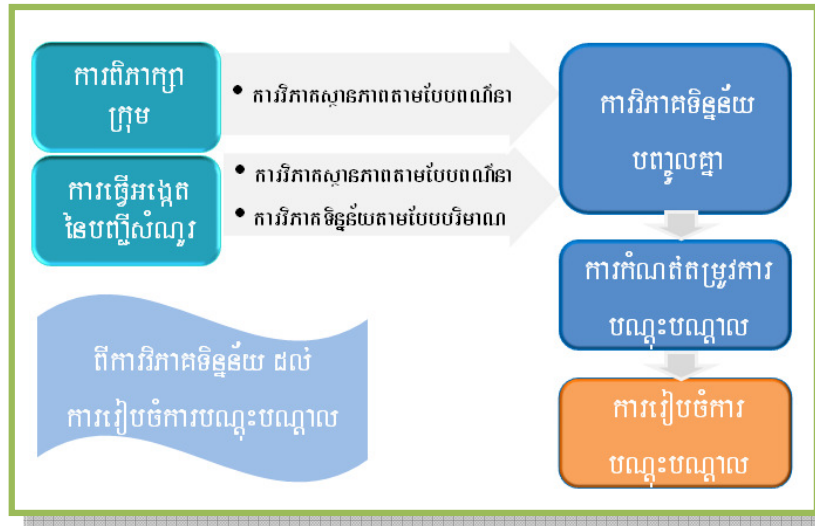 ការពិភាក្សា
ក្រុម
• ការវិភាគស្ថានភាពតាមបែបពណ៌នា
ការធ្វើអង្កេត
នៃបញ្ជីសំណួរ
• ការវិភាគស្ថានភាពតាមបែបពណ៌នា
• ការវិភាគទិន្នន័យតាមបែបបរិមាណ
ការវិភាគទិន្នន័យ
បញ្ចូលគ្នា
ការកំណត់តម្រូវការ
បណ្តុះបណ្តាល
ការរៀបចំការ
បណ្តុះបណ្តាល
ពីការវិភាគទិន្នន័យ ដល់
ការរៀបចំការបណ្តុះបណ្តាល